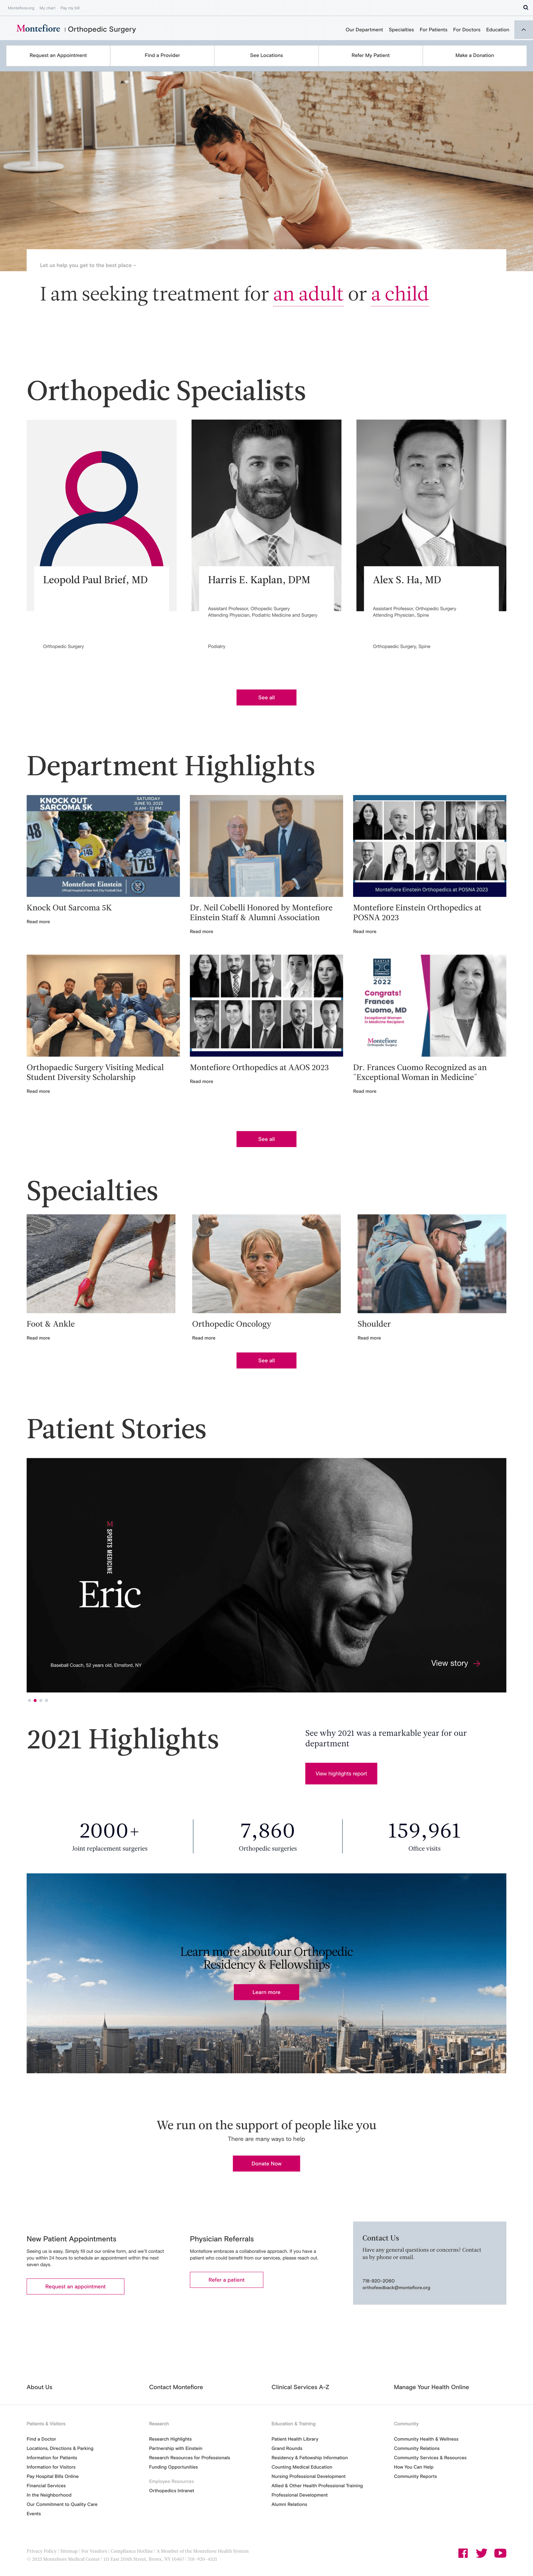 Montefiore.org My chart Pay my bill
Montefiore | Orthopedic Surgery
Our Department Specialties For Patients For Doctors Education
Request an Appointment
Find a Provider
See Locations
Refer My Patient
Make a Donation
Let us help you get to the best place –
I am seeking treatment for an adult or a child
Orthopedic Specialists
Leopold Paul Brief, MD
Orthopedic Surgery
Harris E. Kaplan, DPM
Assistant Professor, Othopedic Surgery
Attending Physician, Podiatric Medicine and Surgery
Podiatry
Alex S. Ha, MD
Assistant Professor, Orthopedic Surgery
Attending Physician, Spine
Orthopaedic Surgery, Spine
See all
Department Highlights
KNOCK OUT
SARCOMA 5K
SATURDAY
JUNE 10, 2023
8 AM - 12 PM
48
176
Montefiore Einstein
Knock Out Sarcoma 5K
Read more
Dr. Neil Cobelli Honored by Montefiore
Einstein Staff & Alumni Association
Read more
Montefiore Einstein Orthopedics at POSNA 2023
Montefiore Einstein Orthopedics at
POSNA 2023
Read more
Orthopaedic Surgery Visiting Medical
Student Diversity Scholarship
Read more
Montefiore Orthopedics at AAOS 2023
Read more
2022
Congrats!
Frances
Cuomo, MD
Exceptional Women
in Medicine Recipient
Montefiore
Orthopedic Surgery
Dr. Frances Cuomo Recognized as an
"Exceptional Woman in Medicine"
Read more
See all
Specialties
Foot & Ankle
Read more
Orthopedic Oncology
Read more
Shoulder
Read more
See all
Patient Stories
M SPORTS MEDICINE
Eric
Baseball Coach, 52 years old, Elmsford, NY
View story
2021 Highlights
See why 2021 was a remarkable year for our
department
View highlights report
2000+
Joint replacement surgeries
7,860
Orthopedic surgeries
159,961
Office visits
Learn more about our Orthopedic
Residency & Fellowships
Learn more
We run on the support of people like you
There are many ways to help
Donate Now
New Patient Appointments
Seeing us is easy. Simply fill out our online form, and we'll contact
you within 24 hours to schedule an appointment within the next
seven days.
Request an appointment
Physician Referrals
Montefiore embraces a collaborative approach. If you have a
patient who could benefit from our services, please reach out.
Refer a patient
Contact Us
Have any general questions or concerns? Contact
us by phone or email.
718-920-2060
orthofeedback@montefiore.org
About Us
Contact Montefiore
Clinical Services A-Z
Manage Your Health Online
Patients & Visitors
Find a Doctor
Locations, Directions & Parking
Information for Patients
Information for Visitors
Pay Hospital Bills Online
Financial Services
In the Neighborhood
Our Commitment to Quality Care
Events
Research
Research Highlights
Partnership with Einstein
Research Resources for Professionals
Funding Opportunities
Employee Resources
Orthopedics Intranet
Education & Training
Patient Health Library
Grand Rounds
Residency & Fellowship Information
Counting Medical Education
Nursing Professional Development
Allied & Other Health Professional Training
Professional Development
Alumni Relations
Community
Community Health & Wellness
Community Relations
Community Services & Resources
How You Can Help
Community Reports
Privacy Policy | Sitemap | For Vendors | Compliance Hotline | A Member of the Montefiore Health System
© 2023 Montefiore Medical Center | 111 East 210th Street, Bronx, NY 10467 | 718-920-4321